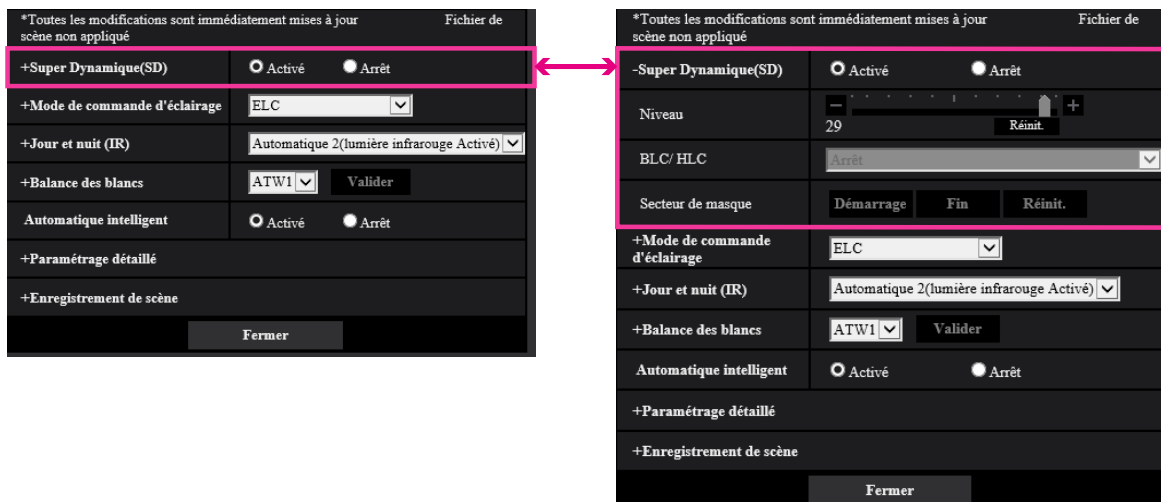 *Toutes les modifications sont immédiatement mises à jour Fichier de
scène non appliqué
+Super Dynamique(SD) Activé Arrêt
+Mode de commande d'éclairage ELC
+Jour et nuit (IR) Automatique 2(lumière infrarouge Activé)
+Balance des blancs ATW1 Valider
Automatique intelligent Activé Arrêt
+Paramétrage détaillé
+Enregistrement de scène
Fermer
*Toutes les modifications sont immédiatement mises à jour Fichier de
scène non appliqué
-Super Dynamique(SD) Activé Arrêt
Niveau - +
29 Réinit.
BLC/ HLC Arrêt
Secteur de masque Démarrage Fin Réinit.
+Mode de commande
d'éclairage ELC
+Jour et nuit (IR) Automatique 2(lumière infrarouge Activé)
+Balance des blancs ATW1 Valider
Automatique intelligent Activé Arrêt
+Paramétrage détaillé
+Enregistrement de scène
Fermer